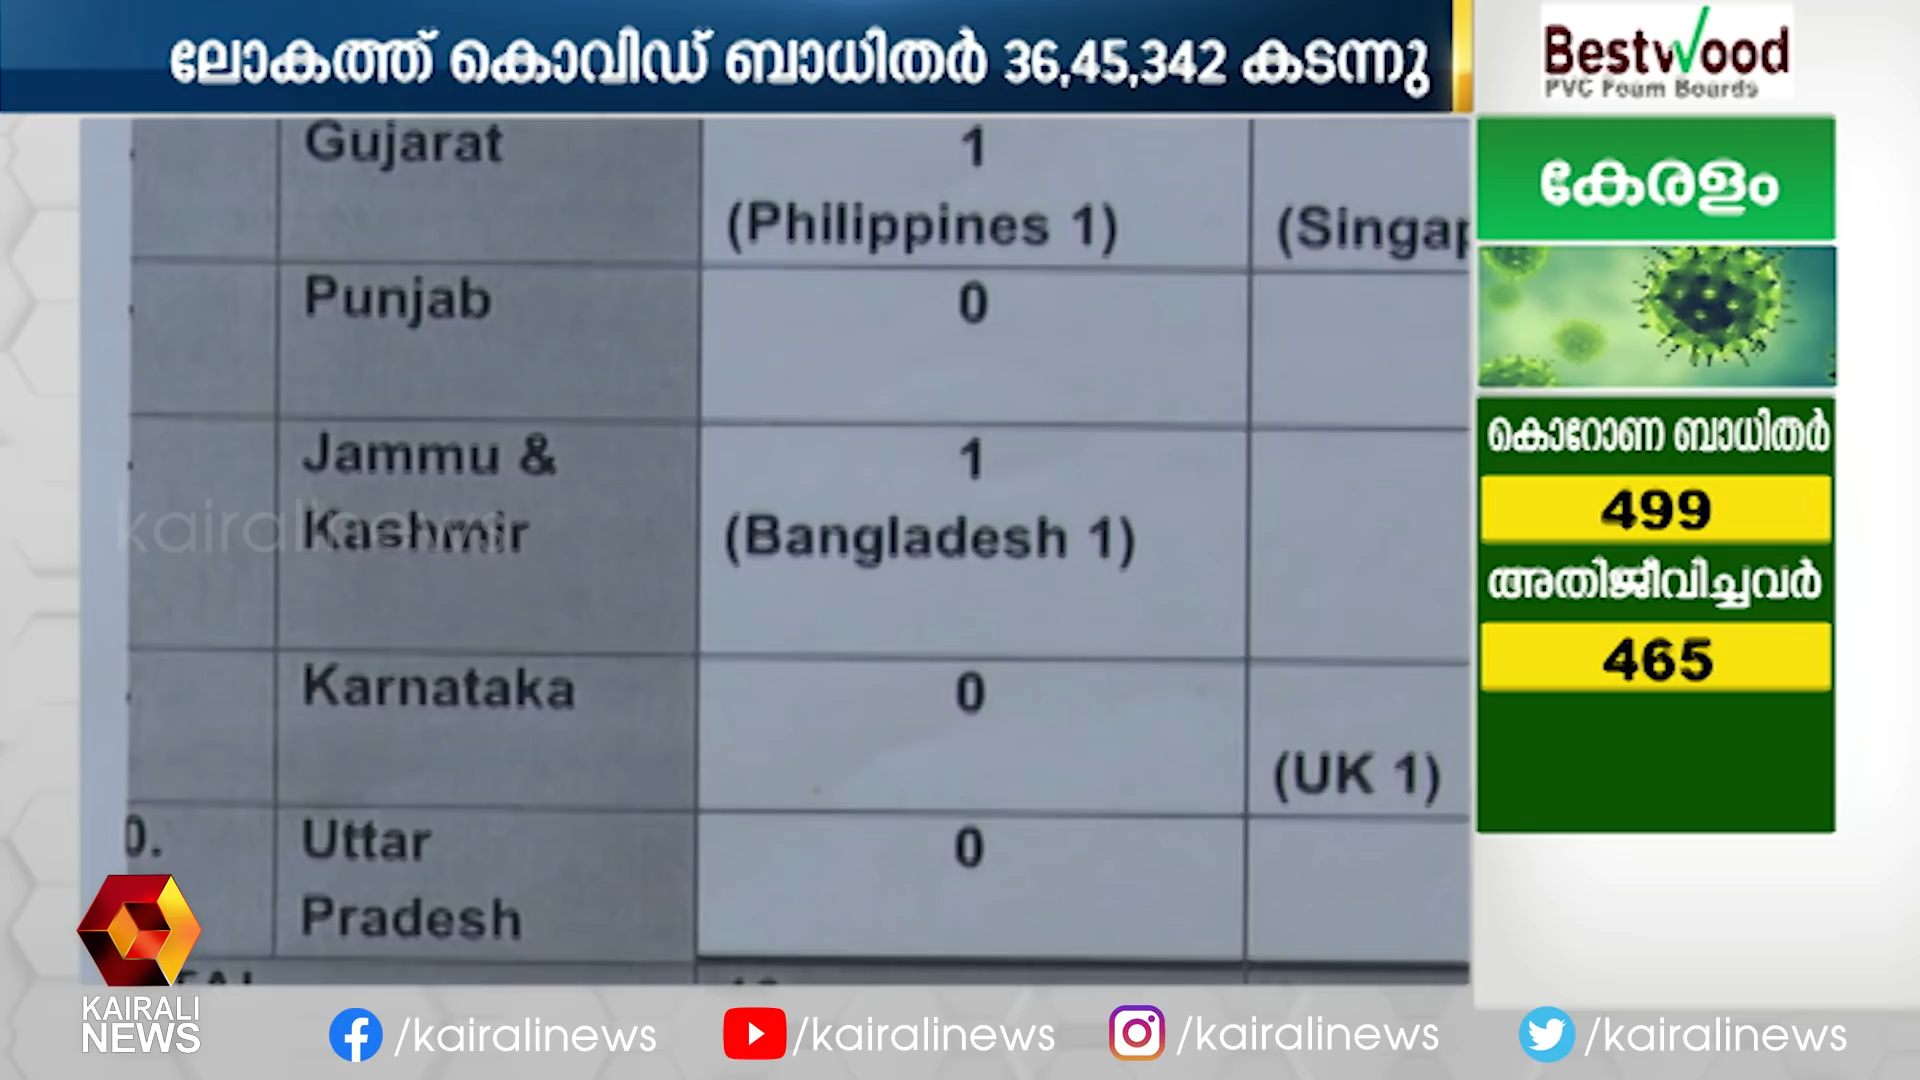 ലോകത്ത് കൊവിഡ് ബാധിതർ 36,45,342 കടന്നു
Bestwood
PVC Foam Boards
Gujarat 1
(Philippines 1)
Punjab 0
Jammu & 1
Kashmir (Bangladesh 1)
Karnataka 0
(UK 1)
0. Uttar 0
Pradesh
കേരളം
കൊറോണ ബാധിതർ
499
അതിജീവിച്ചവർ
465
kairalinews
KAIRALI
NEWS
/kairalinews /kairalinews /kairalinews /kairalinews